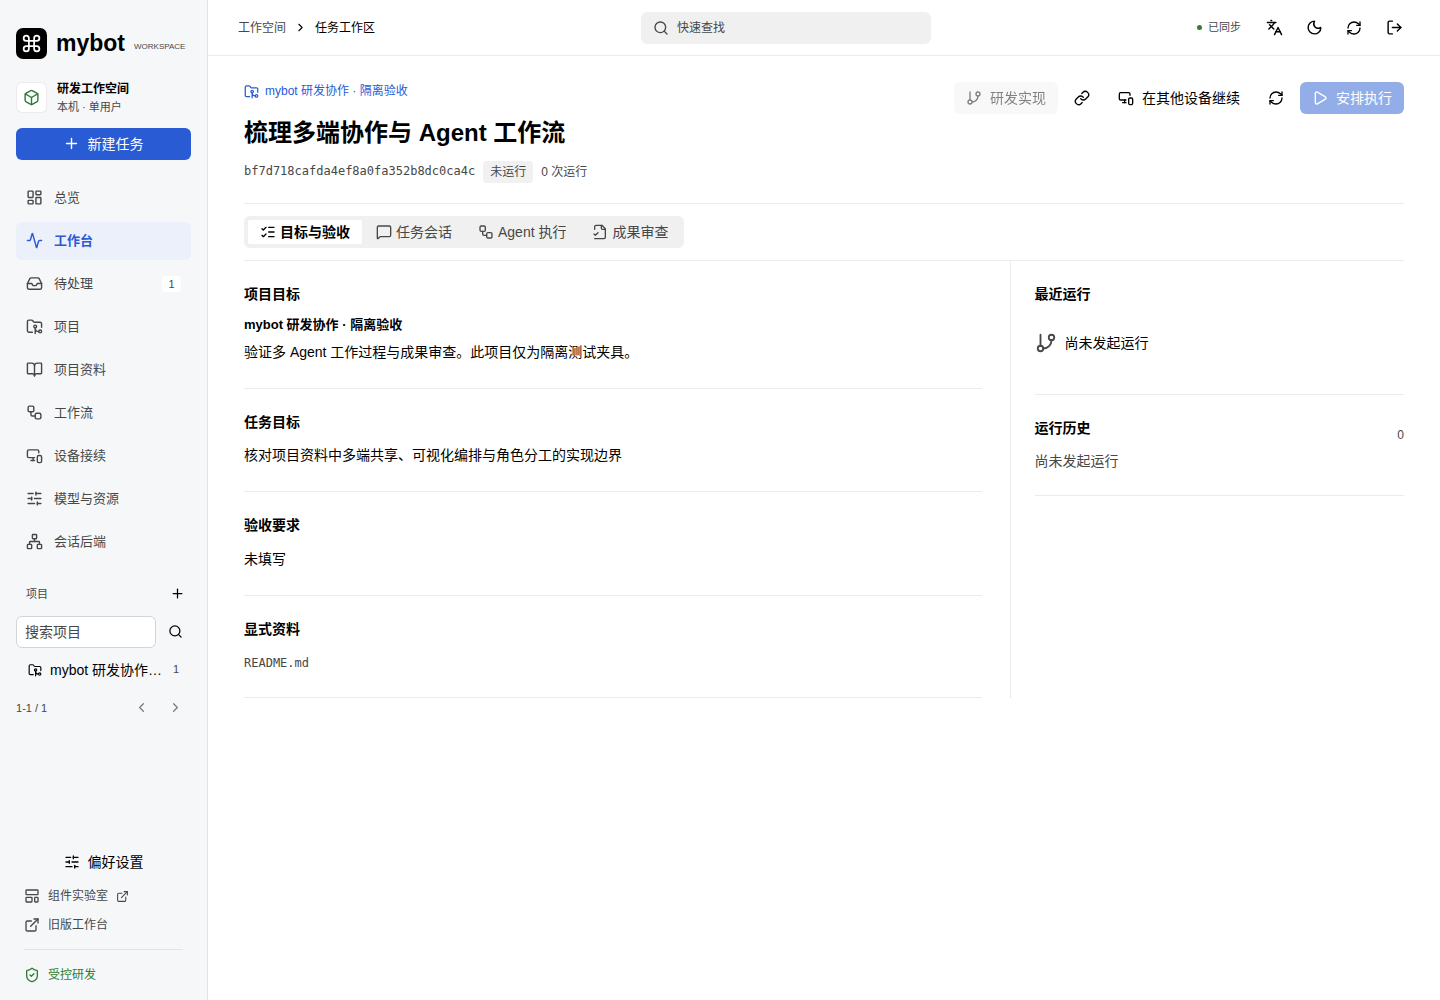 mybot WORKSPACE
研发工作空间
本机 · 单用户
新建任务
总览
工作台
待处理 1
项目
项目资料
工作流
设备接续
模型与资源
会话后端
项目
搜索项目
mybot 研发协作… 1
1-1 / 1
偏好设置
组件实验室
旧版工作台
受控研发
工作空间 任务工作区
快速查找
已同步
mybot 研发协作 · 隔离验收
梳理多端协作与 Agent 工作流
bf7d718cafda4ef8a0fa352b8dc0ca4c 未运行 0 次运行
研发实现 在其他设备继续 安排执行
目标与验收 任务会话 Agent 执行 成果审查
项目目标
mybot 研发协作 · 隔离验收
验证多 Agent 工作过程与成果审查。此项目仅为隔离测试夹具。
任务目标
核对项目资料中多端共享、可视化编排与角色分工的实现边界
验收要求
未填写
显式资料
README.md
最近运行
尚未发起运行
运行历史 0
尚未发起运行